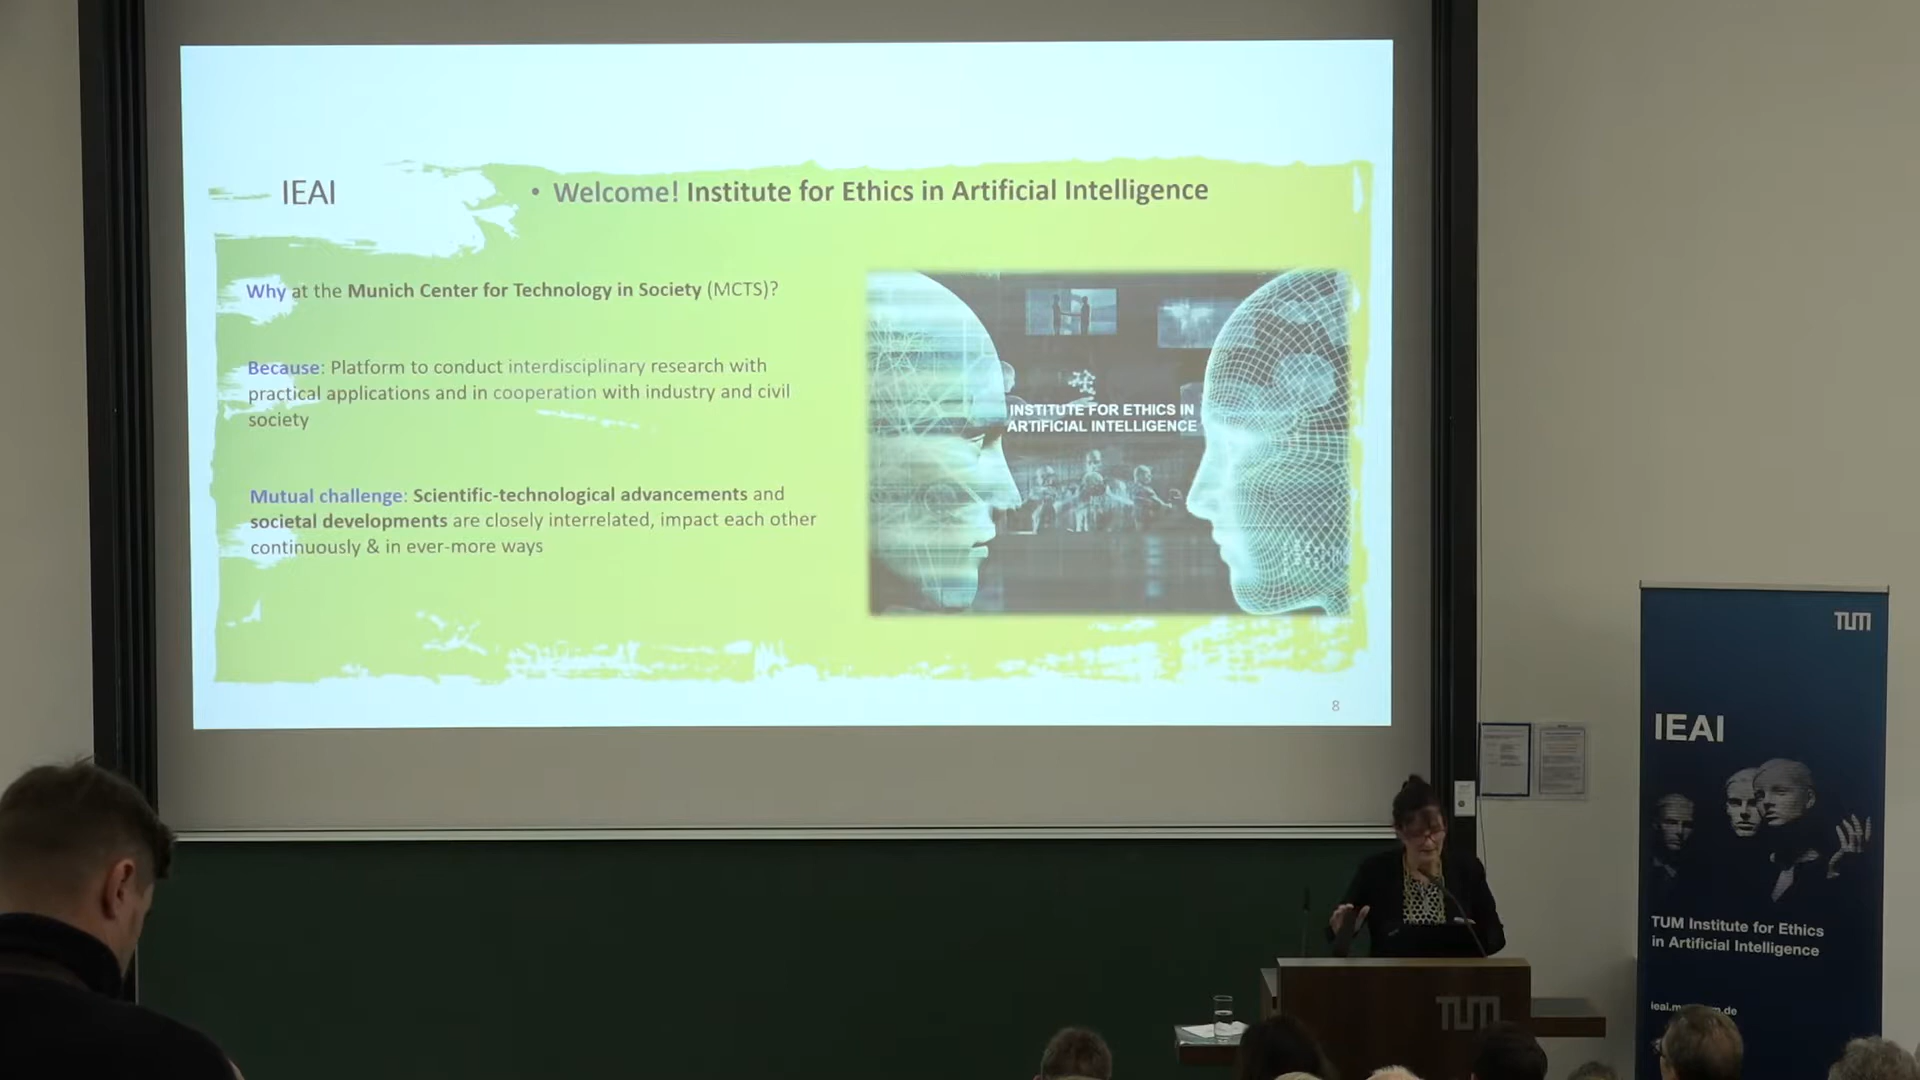 IEAI
• Welcome! Institute for Ethics in Artificial Intelligence
Why at the Munich Center for Technology in Society (MCTS)?
Because: Platform to conduct interdisciplinary research with
practical applications and in cooperation with industry and civil
society
Mutual challenge: Scientific-technological advancements and
societal developments are closely interrelated, impact each other
continuously & in ever-more ways
INSTITUTE FOR ETHICS IN
ARTIFICIAL INTELLIGENCE
8
TUM
IEAI
TUM Institute for Ethics
in Artificial Intelligence
TUM